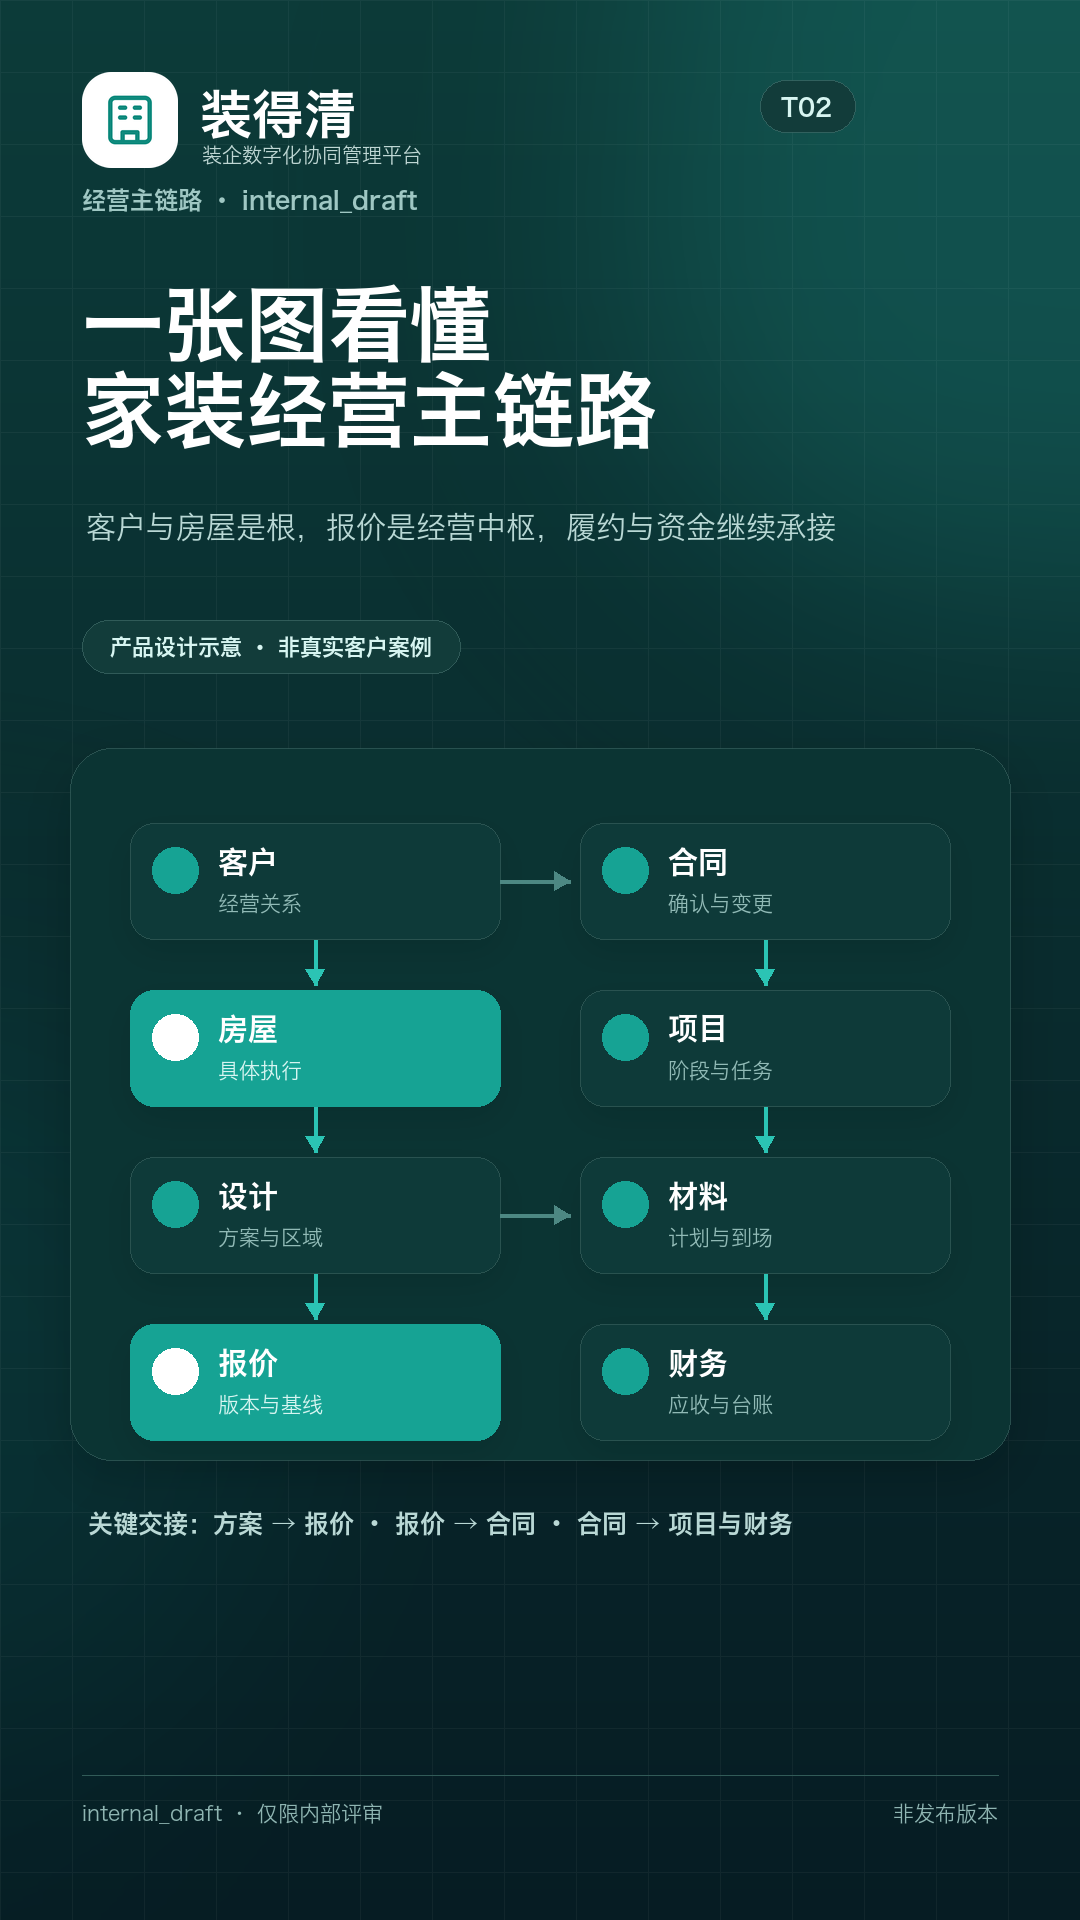 装得清
装企数字化协同管理平台
T02
经营主链路 · internal_draft
一张图看懂
家装经营主链路
客户与房屋是根，报价是经营中枢，履约与资金继续承接
产品设计示意 · 非真实客户案例
客户
经营关系
合同
确认与变更
房屋
具体执行
项目
阶段与任务
设计
方案与区域
材料
计划与到场
报价
版本与基线
财务
应收与台账
关键交接：方案 → 报价 · 报价 → 合同 · 合同 → 项目与财务
internal_draft · 仅限内部评审
非发布版本